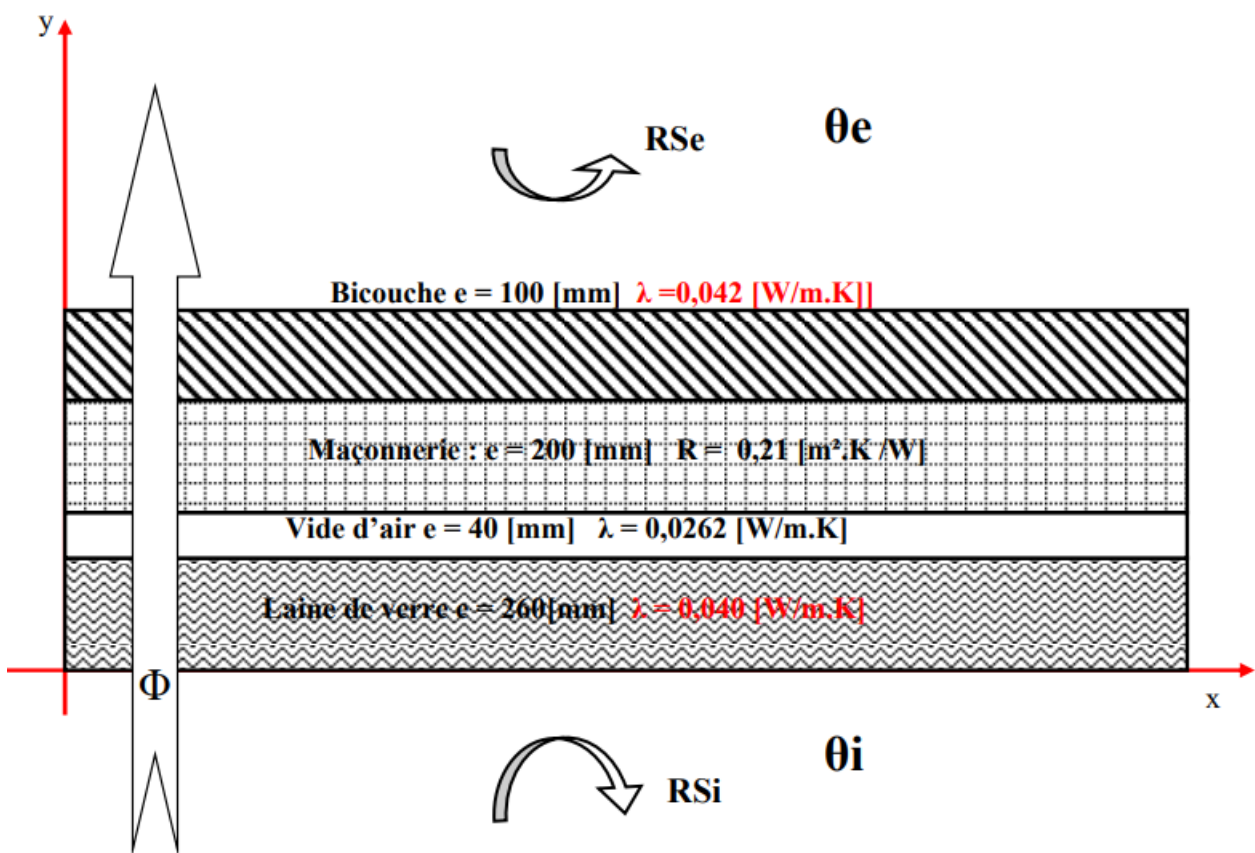 y
θe
RSe
Bicouche e = 100 [mm] λ =0,042 [W/m.K]]
Maçonnerie : e = 200 [mm] R = 0,21 [m².K /W]
Vide d’air e = 40 [mm] λ = 0,0262 [W/m.K]
Laine de verre e = 260[mm] λ = 0,040 [W/m.K]
Φ
x
θi
RSi